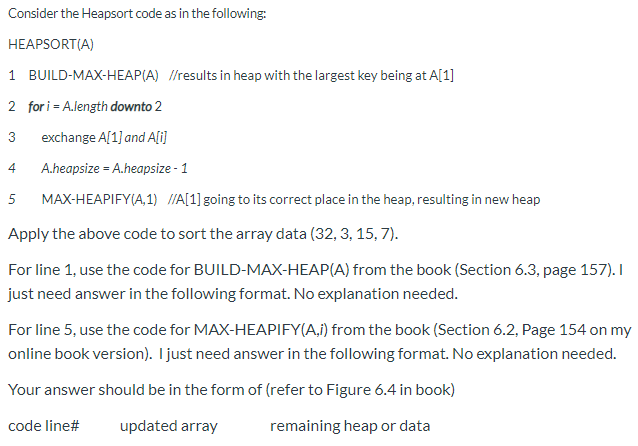 Consider the Heapsort code as in the following:
HEAPSORT(A)
1 BUILD-MAX-HEAP(A) //results in heap with the largest key being at A[1]
2 for i = A.length downto 2
3 exchange A[1] and A[i]
4 A.heapsize = A.heapsize - 1
5 MAX-HEAPIFY(A,1) //A[1] going to its correct place in the heap, resulting in new heap
Apply the above code to sort the array data (32, 3, 15, 7).
For line 1, use the code for BUILD-MAX-HEAP(A) from the book (Section 6.3, page 157). I
just need answer in the following format. No explanation needed.
For line 5, use the code for MAX-HEAPIFY(A,i) from the book (Section 6.2, Page 154 on my
online book version). I just need answer in the following format. No explanation needed.
Your answer should be in the form of (refer to Figure 6.4 in book)
code line# updated array remaining heap or data